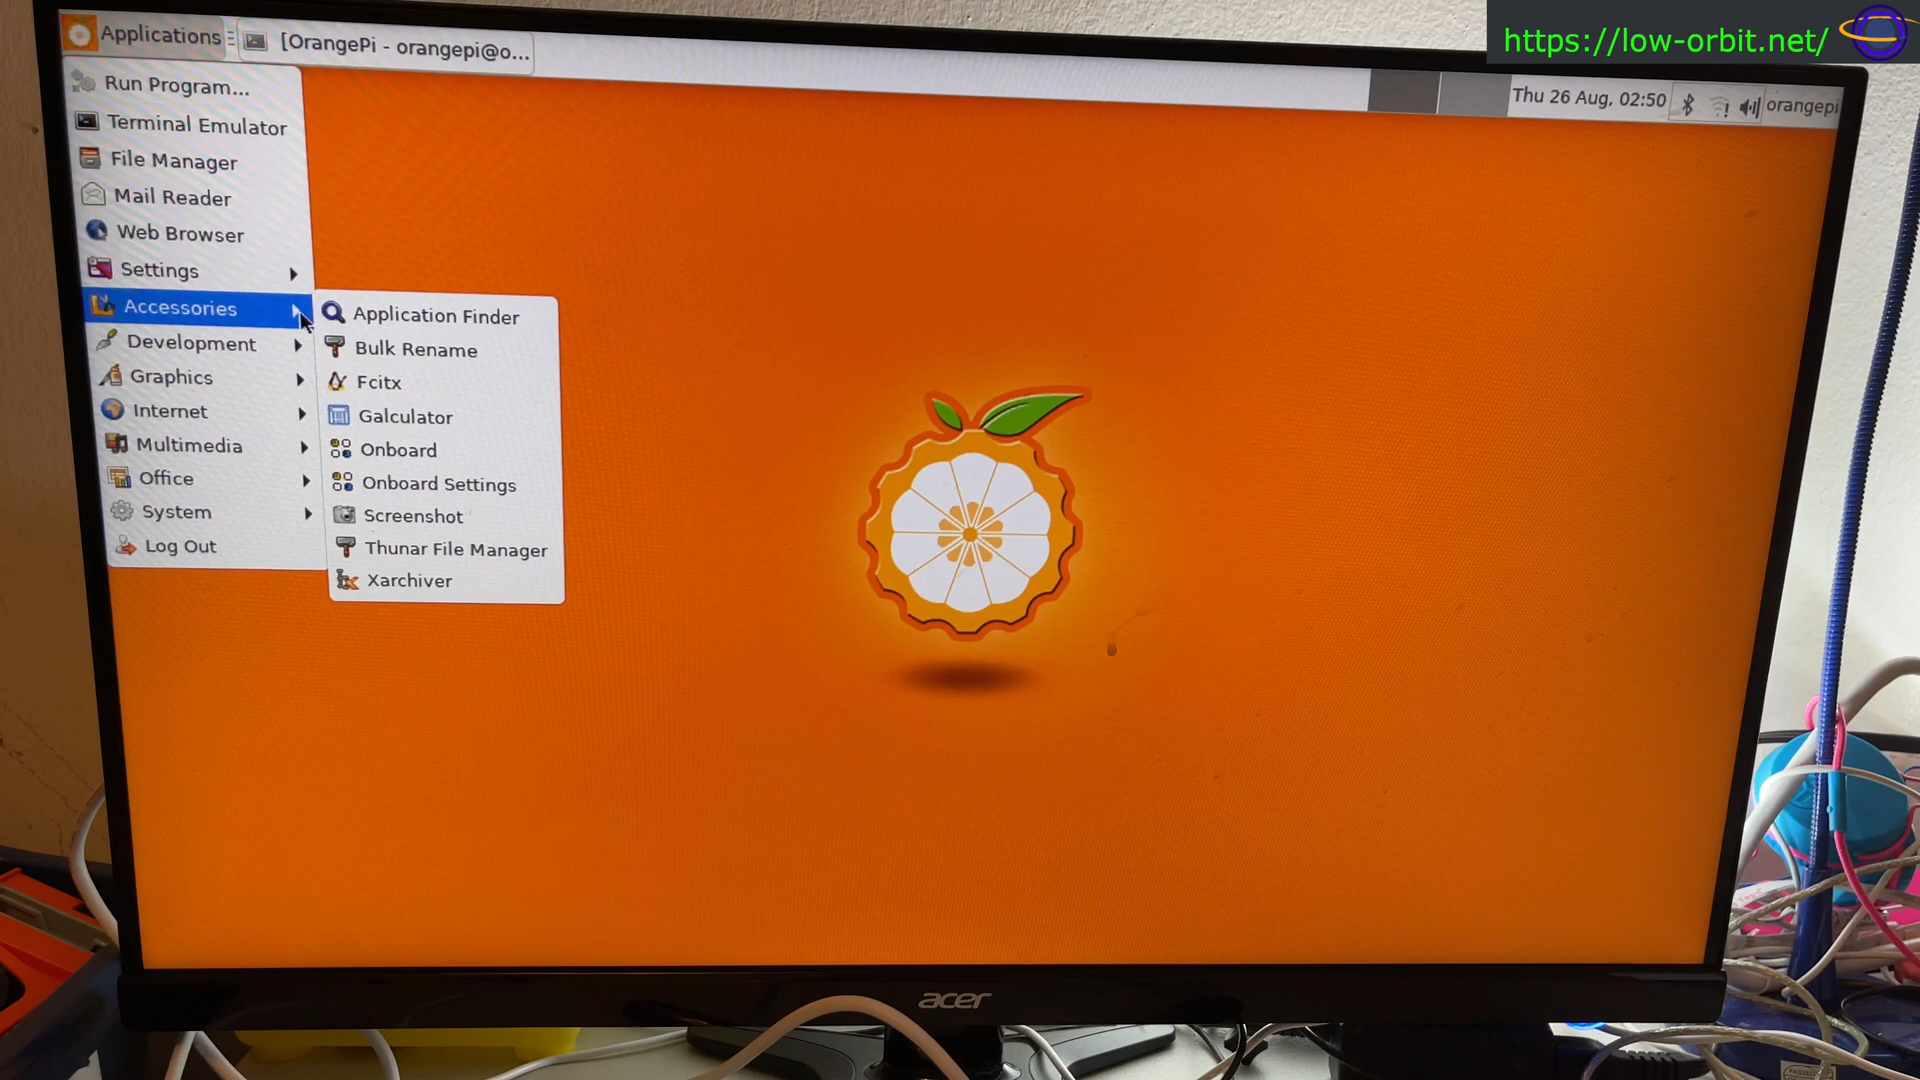 https://low-orbit.net/
Applications
[OrangePi - orangepi@o...
Thu 26 Aug, 02:50
orangepi
Run Program...
Terminal Emulator
File Manager
Mail Reader
Web Browser
Settings
Accessories
Development
Graphics
Internet
Multimedia
Office
System
Log Out
Application Finder
Bulk Rename
Fcitx
Galculator
Onboard
Onboard Settings
Screenshot
Thunar File Manager
Xarchiver
acer